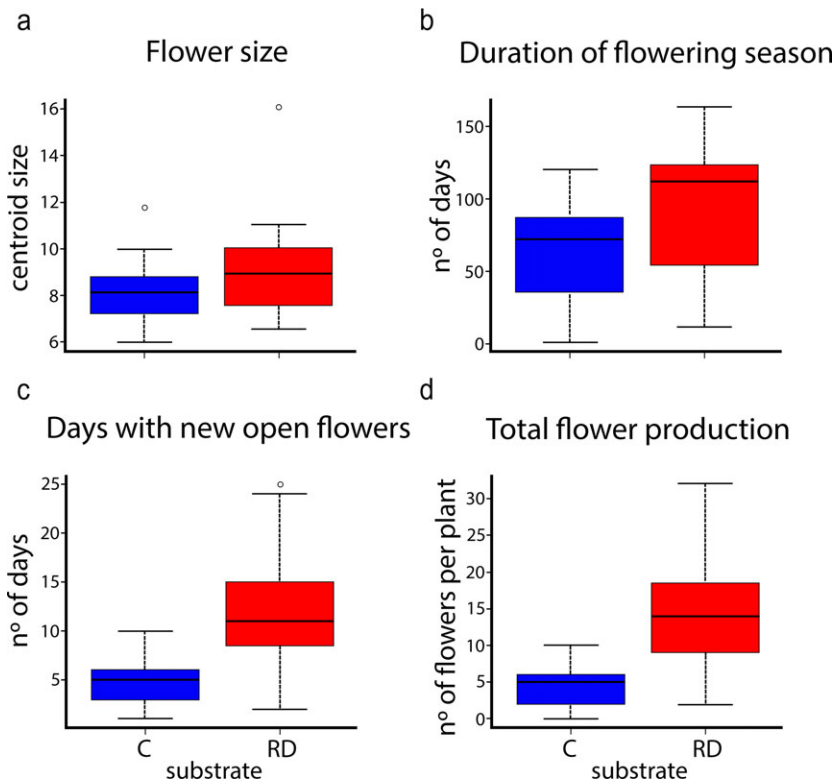 a
Flower size
centroid size
16
14
12
10
8
6
b
Duration of flowering season
nº of days
150
100
50
0
c
Days with new open flowers
nº of days
25
20
15
10
5
C
RD
substrate
d
Total flower production
nº of flowers per plant
30
25
20
15
10
5
0
C
RD
substrate